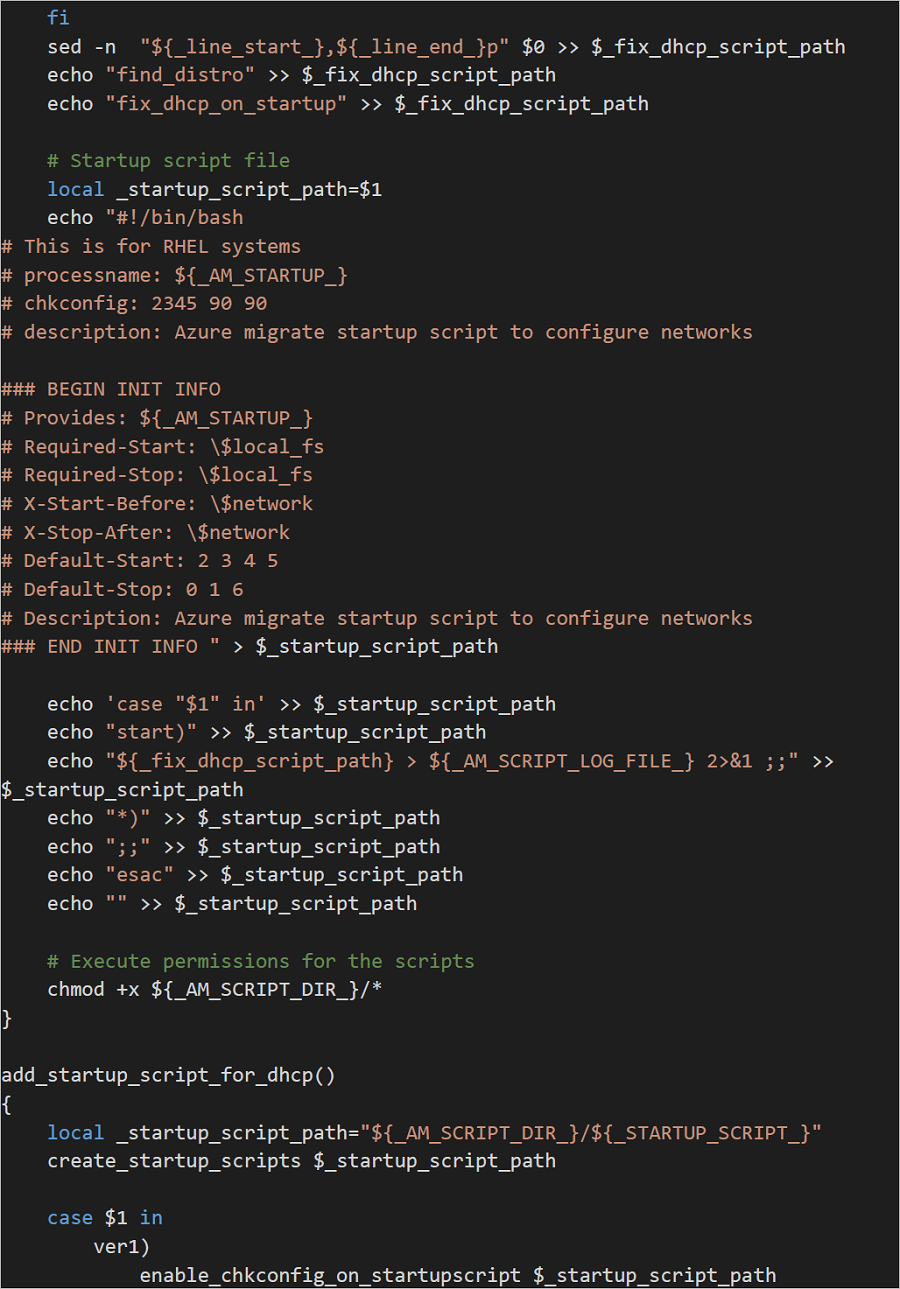 fi
    sed -n  "${_line_start_},${_line_end_}p" $0 >> $_fix_dhcp_script_path
    echo "find_distro" >> $_fix_dhcp_script_path
    echo "fix_dhcp_on_startup" >> $_fix_dhcp_script_path

    # Startup script file
    local _startup_script_path=$1
    echo "#!/bin/bash
# This is for RHEL systems
# processname: ${_AM_STARTUP_}
# chkconfig: 2345 90 90
# description: Azure migrate startup script to configure networks

### BEGIN INIT INFO
# Provides: ${_AM_STARTUP_}
# Required-Start: \$local_fs
# Required-Stop: \$local_fs
# X-Start-Before: \$network
# X-Stop-After: \$network
# Default-Start: 2 3 4 5
# Default-Stop: 0 1 6
# Description: Azure migrate startup script to configure networks
### END INIT INFO " > $_startup_script_path

    echo 'case "$1" in' >> $_startup_script_path
    echo "start)" >> $_startup_script_path
    echo "${_fix_dhcp_script_path} > ${_AM_SCRIPT_LOG_FILE_} 2>&1 ;;" >>
$_startup_script_path
    echo "*)" >> $_startup_script_path
    echo ";;" >> $_startup_script_path
    echo "esac" >> $_startup_script_path
    echo "" >> $_startup_script_path

    # Execute permissions for the scripts
    chmod +x ${_AM_SCRIPT_DIR_}/*
}

add_startup_script_for_dhcp()
{
    local _startup_script_path="${_AM_SCRIPT_DIR_}/${_STARTUP_SCRIPT_}"
    create_startup_scripts $_startup_script_path

    case $1 in
        ver1)
            enable_chkconfig_on_startupscript $_startup_script_path